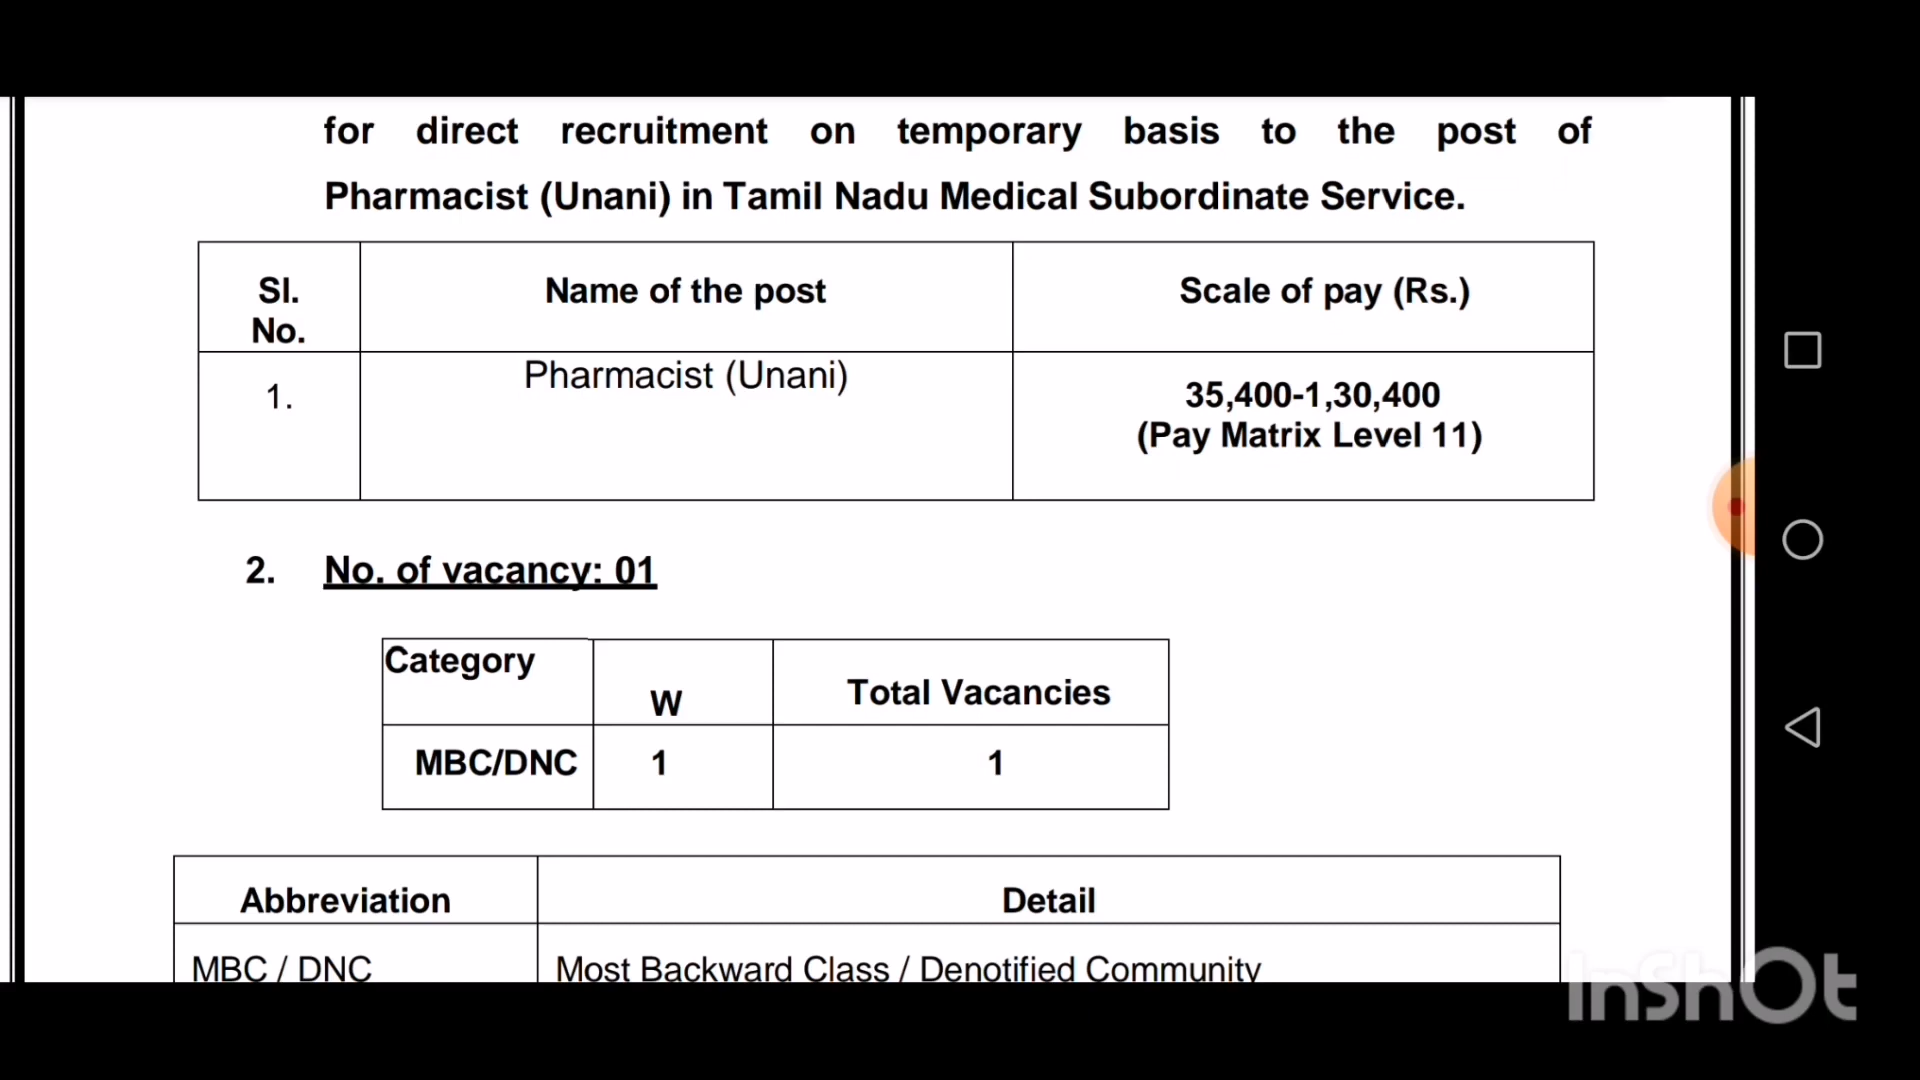 for direct recruitment on temporary basis to the post of
Pharmacist (Unani) in Tamil Nadu Medical Subordinate Service.
Sl. No.
Name of the post
Scale of pay (Rs.)
1.
Pharmacist (Unani)
35,400-1,30,400
(Pay Matrix Level 11)
2. No. of vacancy: 01
Category
W
Total Vacancies
MBC/DNC
1
1
Abbreviation
Detail
MBC / DNC
Most Backward Class / Denotified Community
InShOt